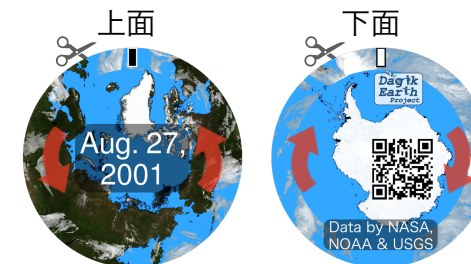 上面
下面
Aug. 27,
2001
Dagik
Earth
Project
Data by NASA,
NOAA & USGS